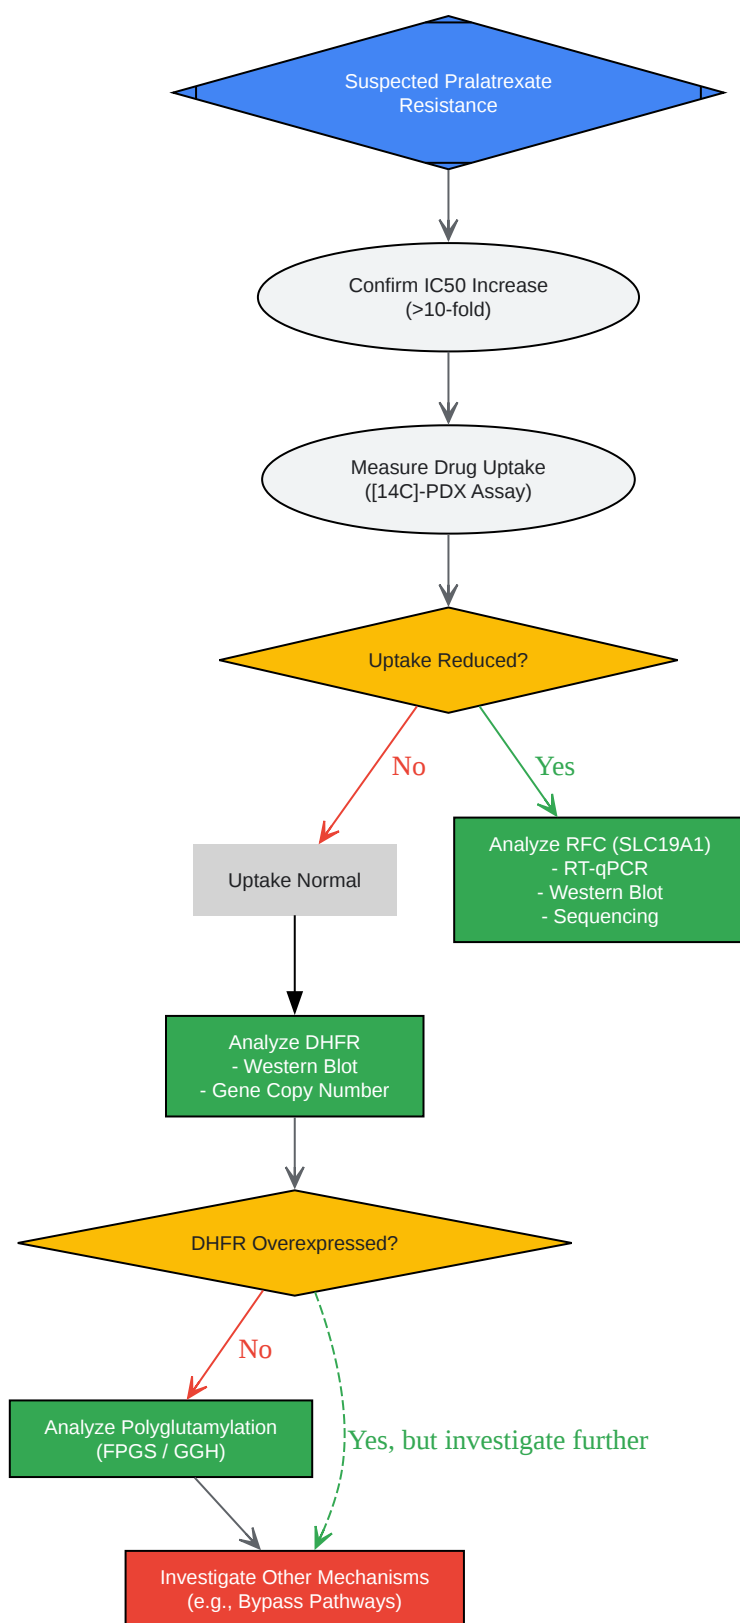 Suspected Pralatrexate
Resistance
Confirm IC50 Increase
(>10-fold)
Measure Drug Uptake
([14C]-PDX Assay)
Uptake Reduced?
No
Yes
Analyze RFC (SLC19A1)
- RT-qPCR
- Western Blot
- Sequencing
Uptake Normal
Analyze DHFR
- Western Blot
- Gene Copy Number
DHFR Overexpressed?
No
Analyze Polyglutamylation
(FPGS / GGH)
Yes, but investigate further
Investigate Other Mechanisms
(e.g., Bypass Pathways)